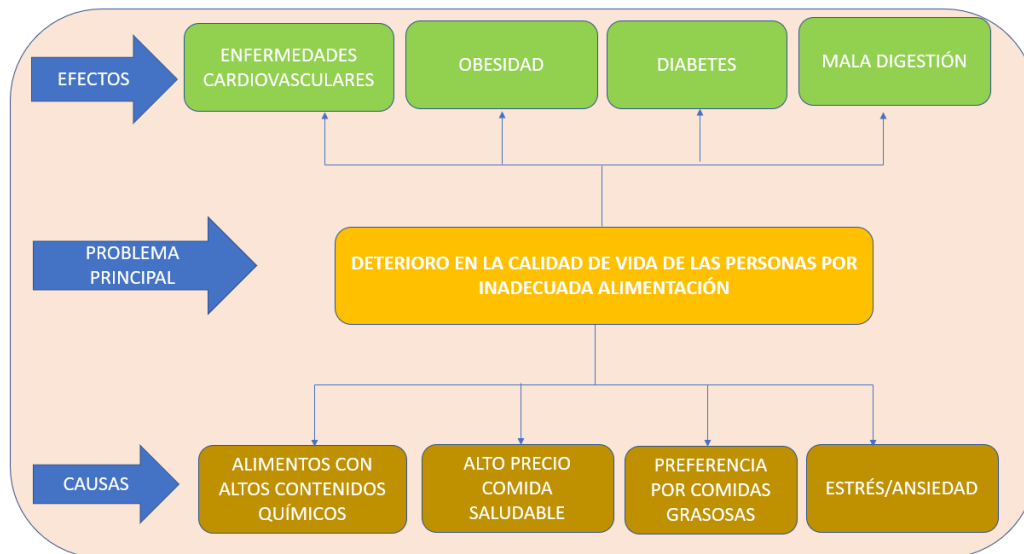 EFECTOS
ENFERMEDADES
CARDIOVASCULARES
OBESIDAD
DIABETES
MALA DIGESTIÓN
PROBLEMA
PRINCIPAL
DETERIORO EN LA CALIDAD DE VIDA DE LAS PERSONAS POR
INADECUADA ALIMENTACIÓN
CAUSAS
ALIMENTOS CON
ALTOS CONTENIDOS
QUÍMICOS
ALTO PRECIO
COMIDA
SALUDABLE
PREFERENCIA
POR COMIDAS
GRASOSAS
ESTRÉS/ANSIEDAD